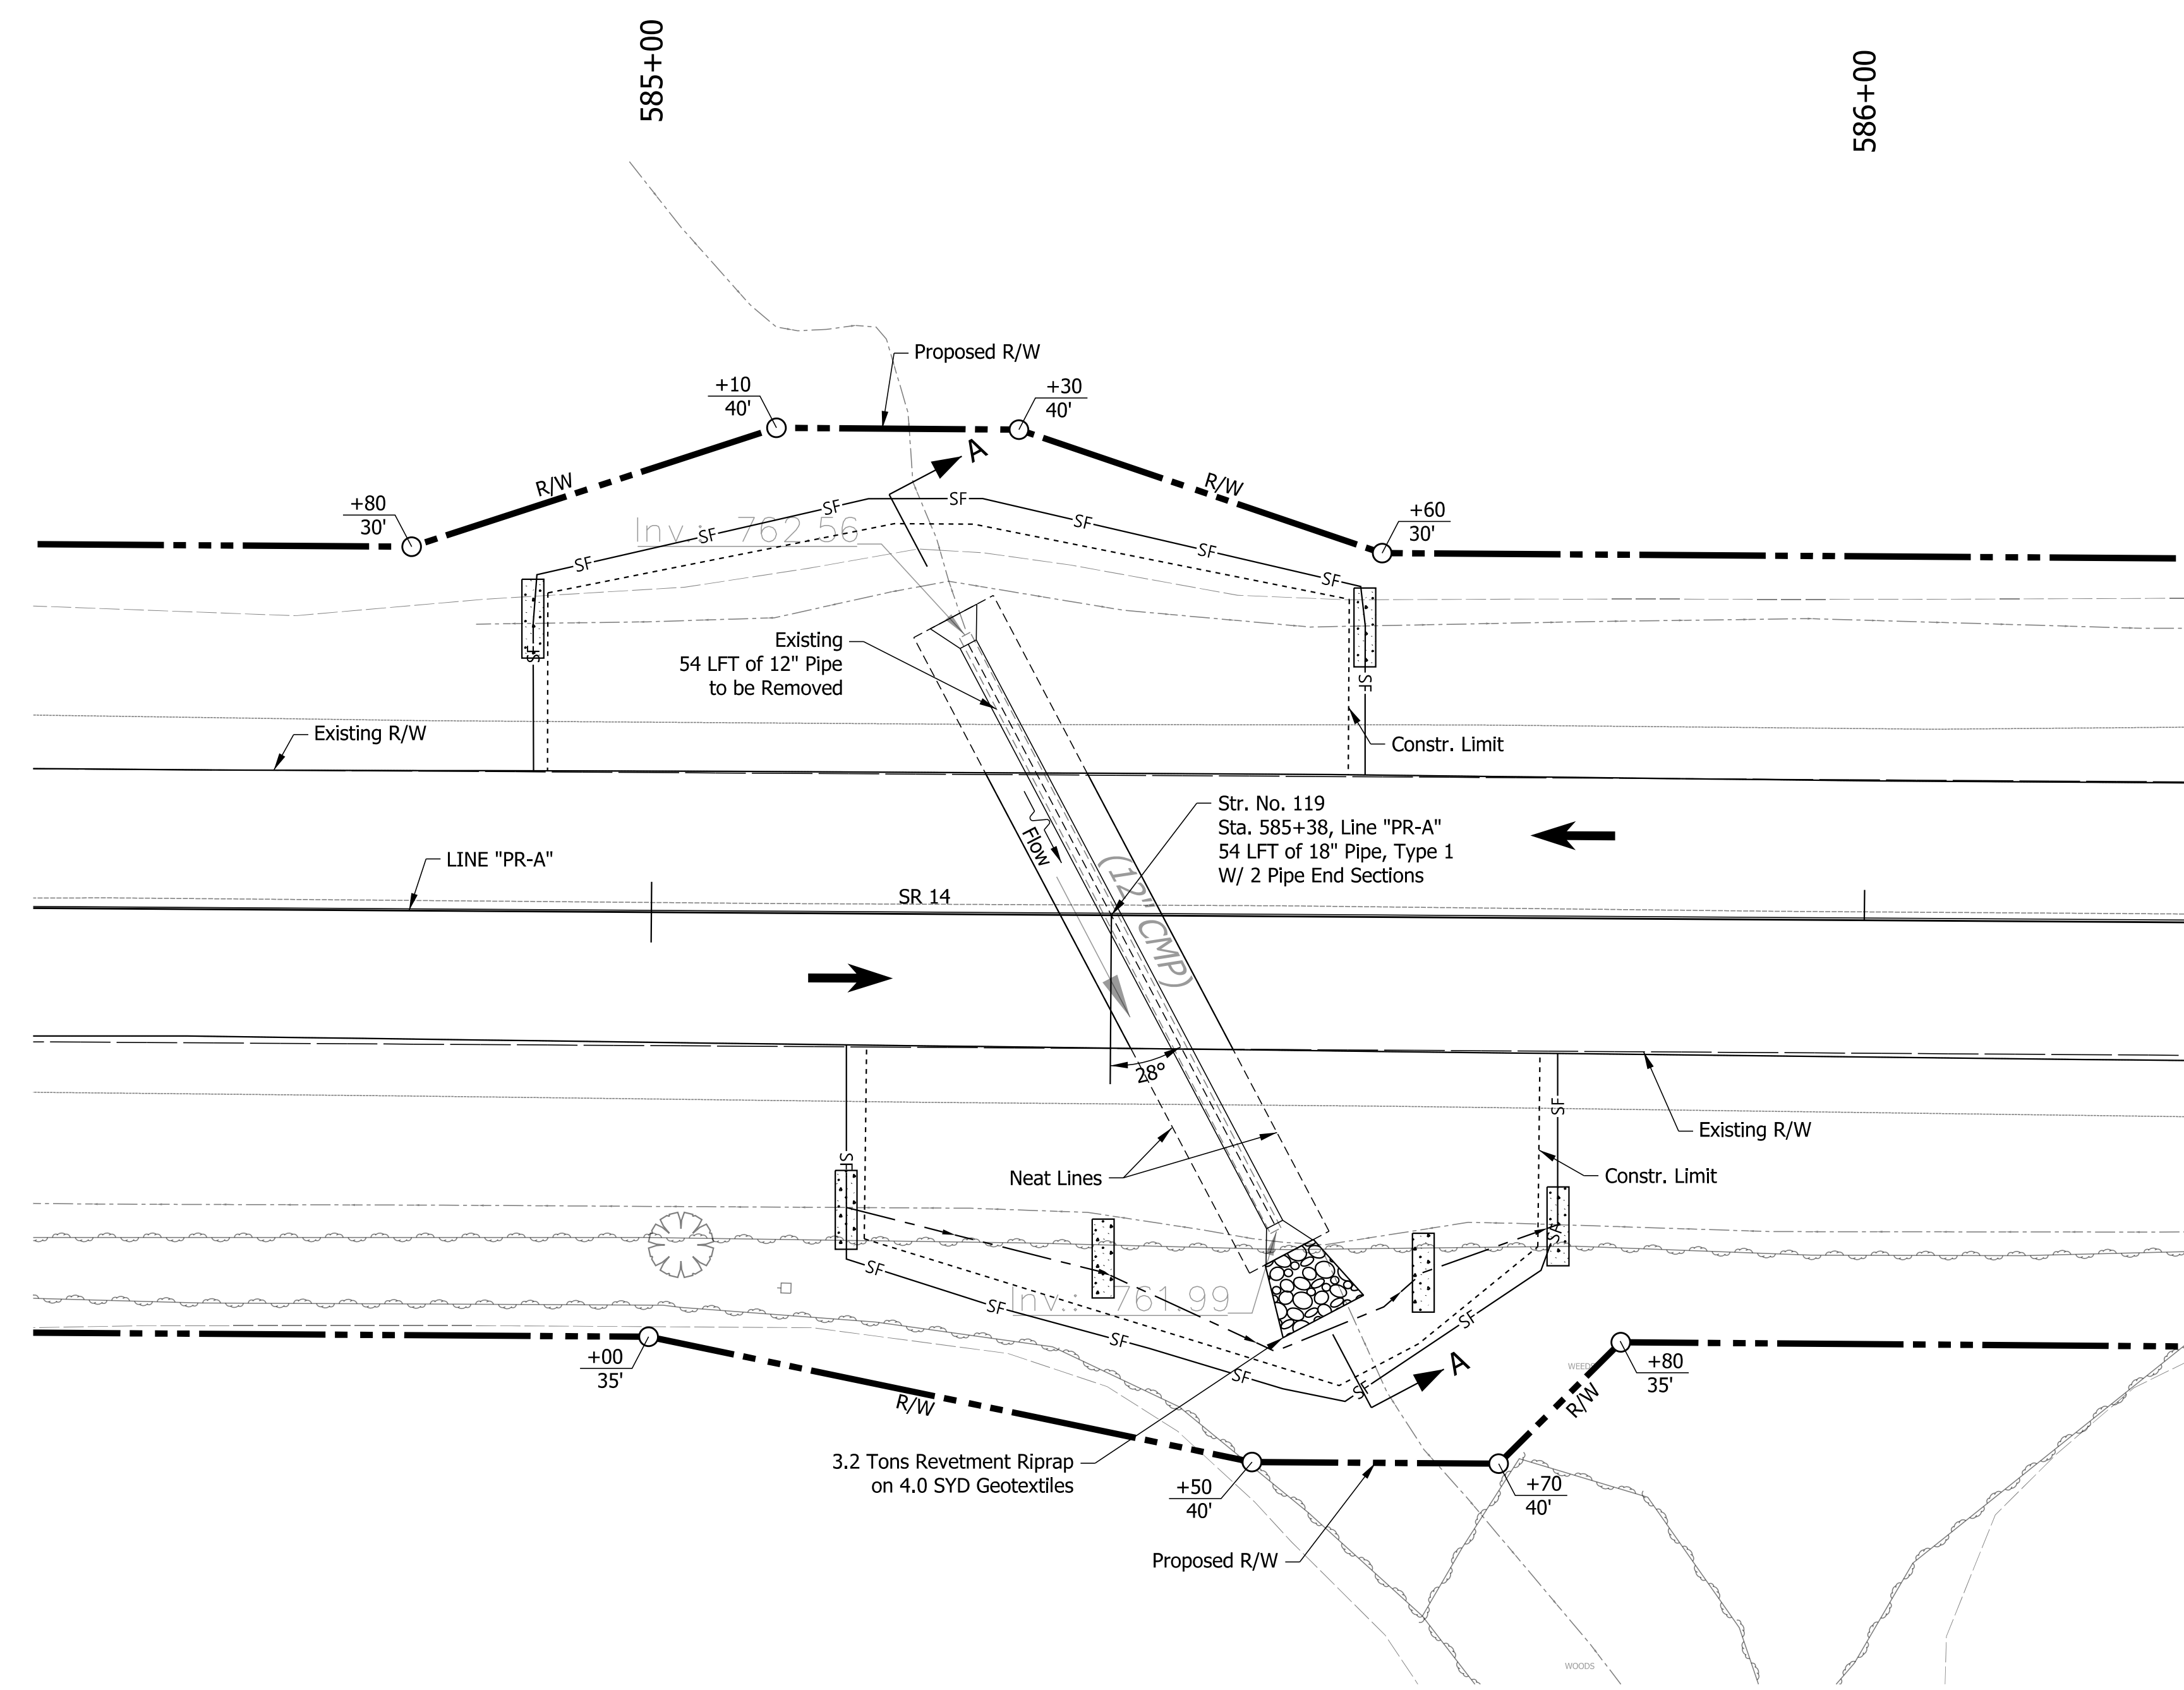 585+00
586+00
Proposed R/W
+10
40'
+30
40'
A
R/W
R/W
+80
30'
+60
30'
SF
SF
SF
SF
SF
SF
SF
Inv.: 762.56
SF
SF
Existing
54 LFT of 12" Pipe
to be Removed
Existing R/W
Constr. Limit
Str. No. 119
Sta. 585+38, Line "PR-A"
54 LFT of 18" Pipe, Type 1
W/ 2 Pipe End Sections
Flow
LINE "PR-A"
SR 14
(12" CMP)
28°
SF
SF
Existing R/W
Neat Lines
Constr. Limit
SF
SF
SF
SF
SF
SF
SF
Inv.: 761.99
+00
35'
A
WEEDS
+80
35'
R/W
R/W
3.2 Tons Revetment Riprap
on 4.0 SYD Geotextiles
+50
40'
+70
40'
Proposed R/W
WOODS